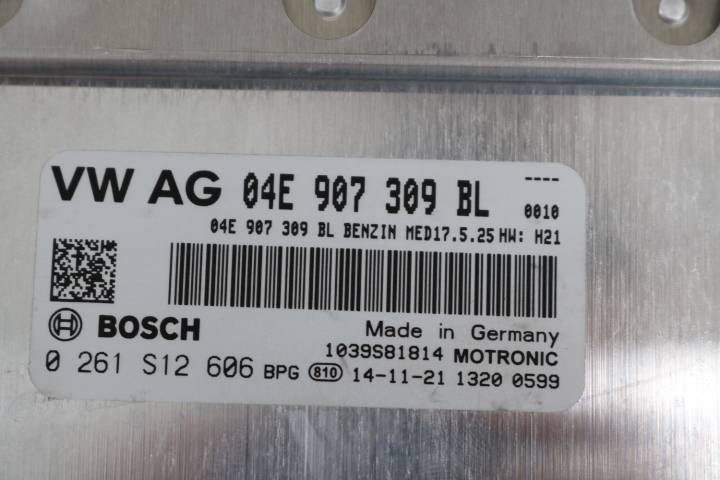 VW AG 04E 907 309 BL ----
0010
04E 907 309 BL BENZIN MED17.5.25 HW: H21
BOSCH Made in Germany
1039S81814 MOTRONIC
0 261 S12 606 BPG 810 14-11-21 1320 0599